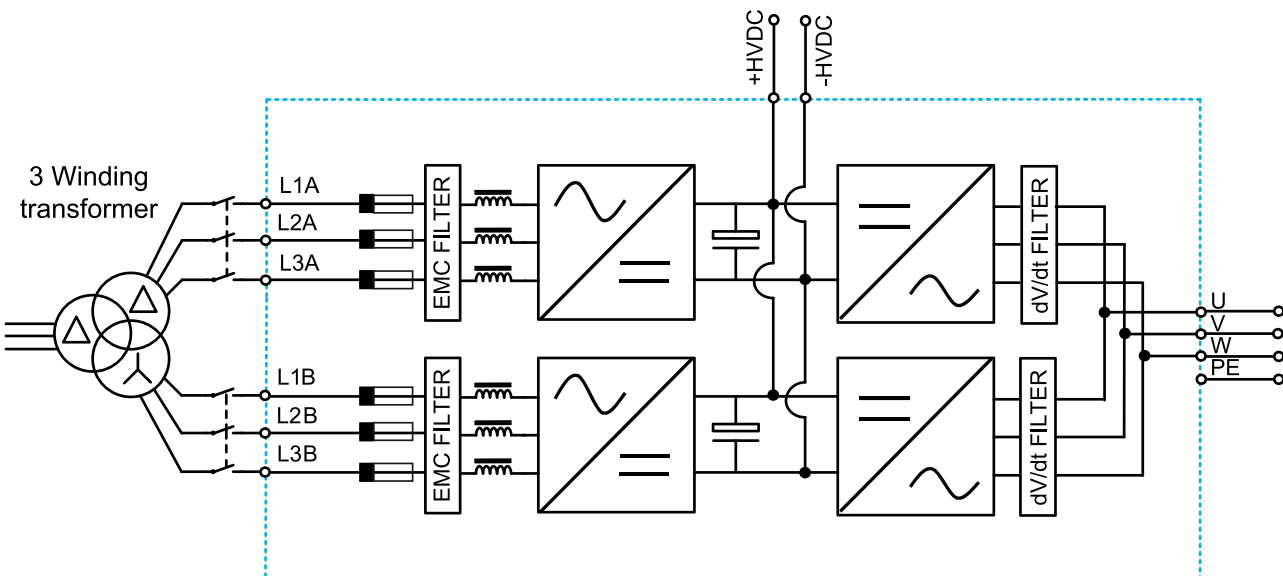 +HVDC
-HVDC
3 Winding
transformer
L1A
L2A
L3A
EMC FILTER
dV/dt FILTER
U
V
W
PE
L1B
L2B
L3B
EMC FILTER
dV/dt FILTER